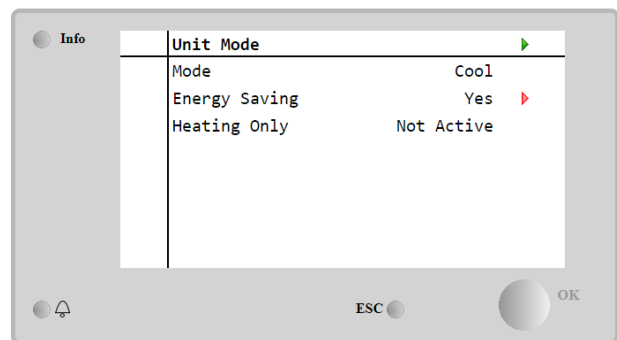 Info
Unit Mode
Mode Cool
Energy Saving Yes
Heating Only Not Active
ESC
OK